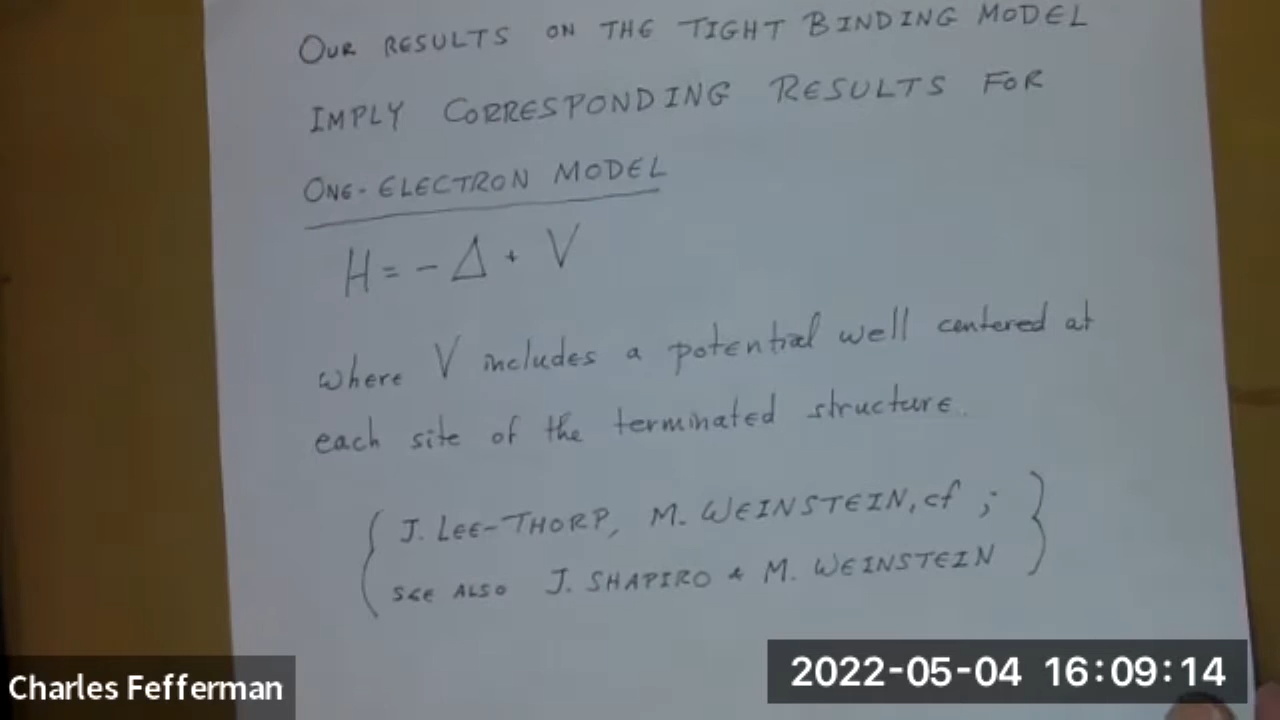 OUR RESULTS ON THE TIGHT BINDING MODEL
IMPLY CORRESPONDING RESULTS FOR
ONE-ELECTRON MODEL
H = - Δ + V
where V includes a potential well centered at
each site of the terminated structure.
{ J. LEE-THORP, M. WEINSTEIN, cf ;
SEE ALSO J. SHAPIRO & M. WEINSTEIN }
Charles Fefferman
2022-05-04 16:09:14